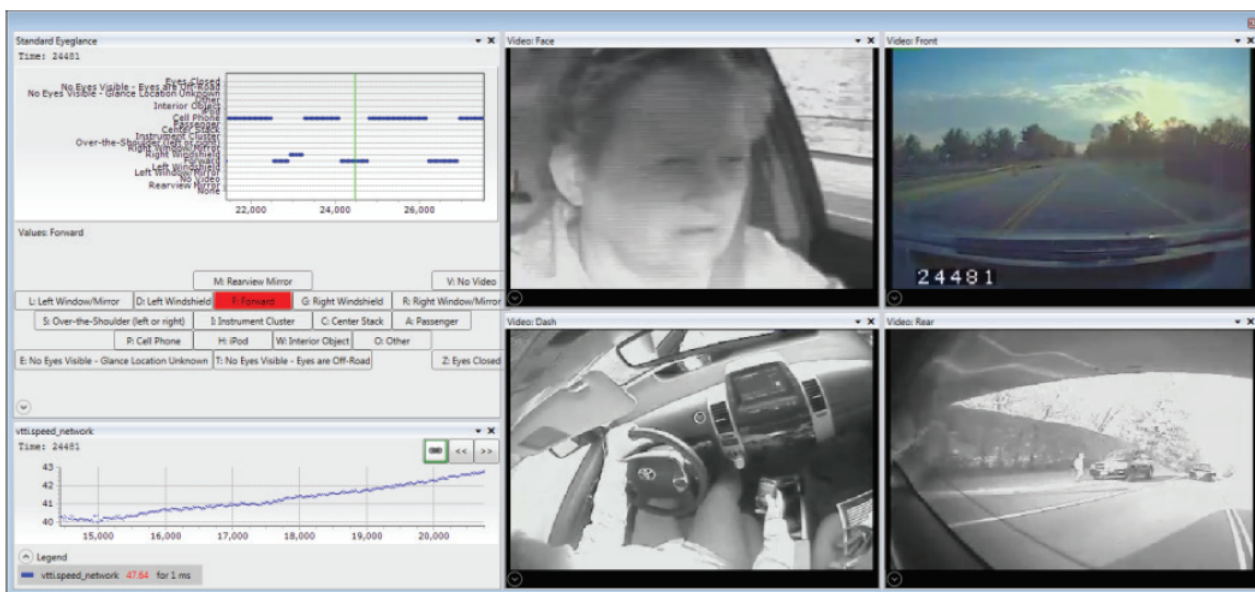 Standard Eyeglance
Time: 24481
Eyes Closed
No Eyes Visible - Eyes are Off-Road
No Eyes Visible - Glance Location Unknown
Other
Interior Object
iPod
Cell Phone
Passenger
Center Stack
Instrument Cluster
Over-the-Shoulder (left or right)
Right Window/Mirror
Right Windshield
Forward
Left Windshield
Left Window/Mirror
No Video
Rearview Mirror
None
22,000 24,000 26,000
Values: Forward
M: Rearview Mirror V: No Video
L: Left Window/Mirror D: Left Windshield F: Forward G: Right Windshield R: Right Window/Mirror
S: Over-the-Shoulder (left or right) I: Instrument Cluster C: Center Stack A: Passenger
P: Cell Phone H: iPod W: Interior Object O: Other
E: No Eyes Visible - Glance Location Unknown T: No Eyes Visible - Eyes are Off-Road Z: Eyes Closed
vtti.speed_network
Time: 24481
<< >>
43
42
41
40
15,000 16,000 17,000 18,000 19,000 20,000
Legend
vtti.speed_network 47.64 for 1 ms
Video: Face
Video: Front
24481
Video: Dash
Video: Rear